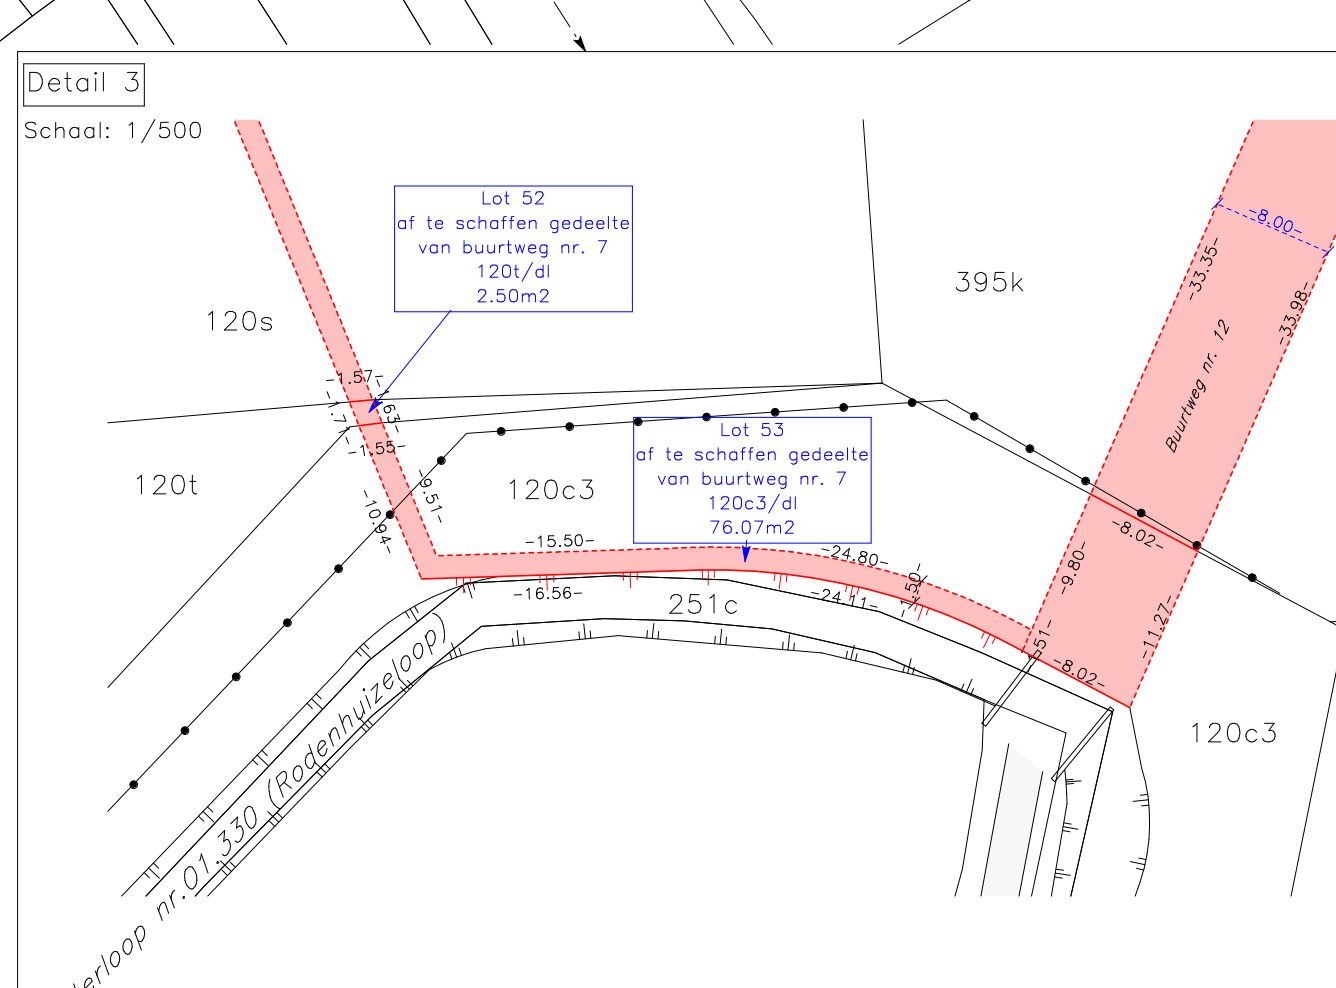 Detail 3
Schaal: 1/500
Lot 52
af te schaffen gedeelte
van buurtweg nr. 7
120t/dl
2.50m2
-8.00-
-33.35-
395k
-33.98-
120s
Buurtweg nr. 12
-1.57-
-1.71-
-1.55-
Lot 53
af te schaffen gedeelte
van buurtweg nr. 7
120c3/dl
76.07m2
120t
120c3
-9.51-
-10.94-
-8.02-
-15.50-
-24.80-
-9.80-
-16.56-
251c
-24.11-
-1.50-
-11.27-
-8.02-
120c3
nr.01.330 (Rodenhuizeloop)